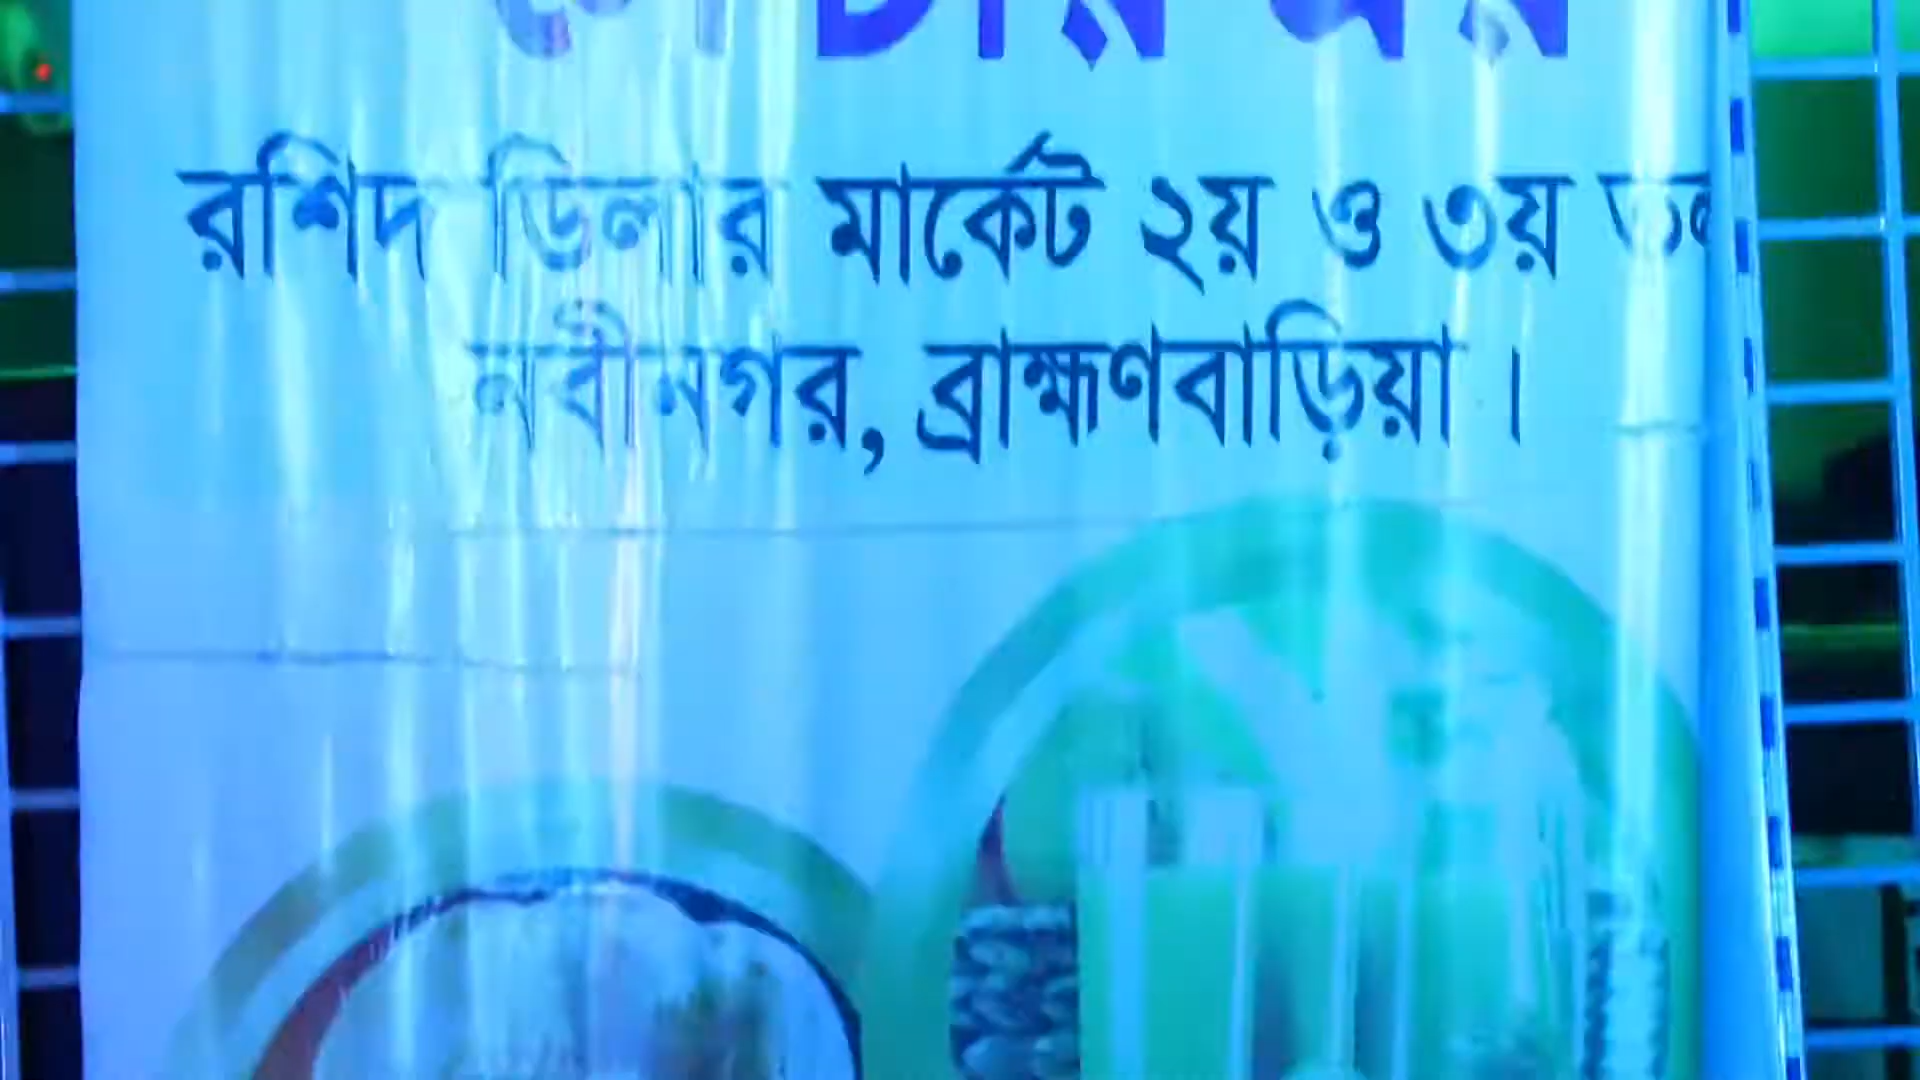 রশিদ ডিলার মার্কেট ২য় ও ৩য়
নবীনগর, ব্রাহ্মণবাড়িয়া।